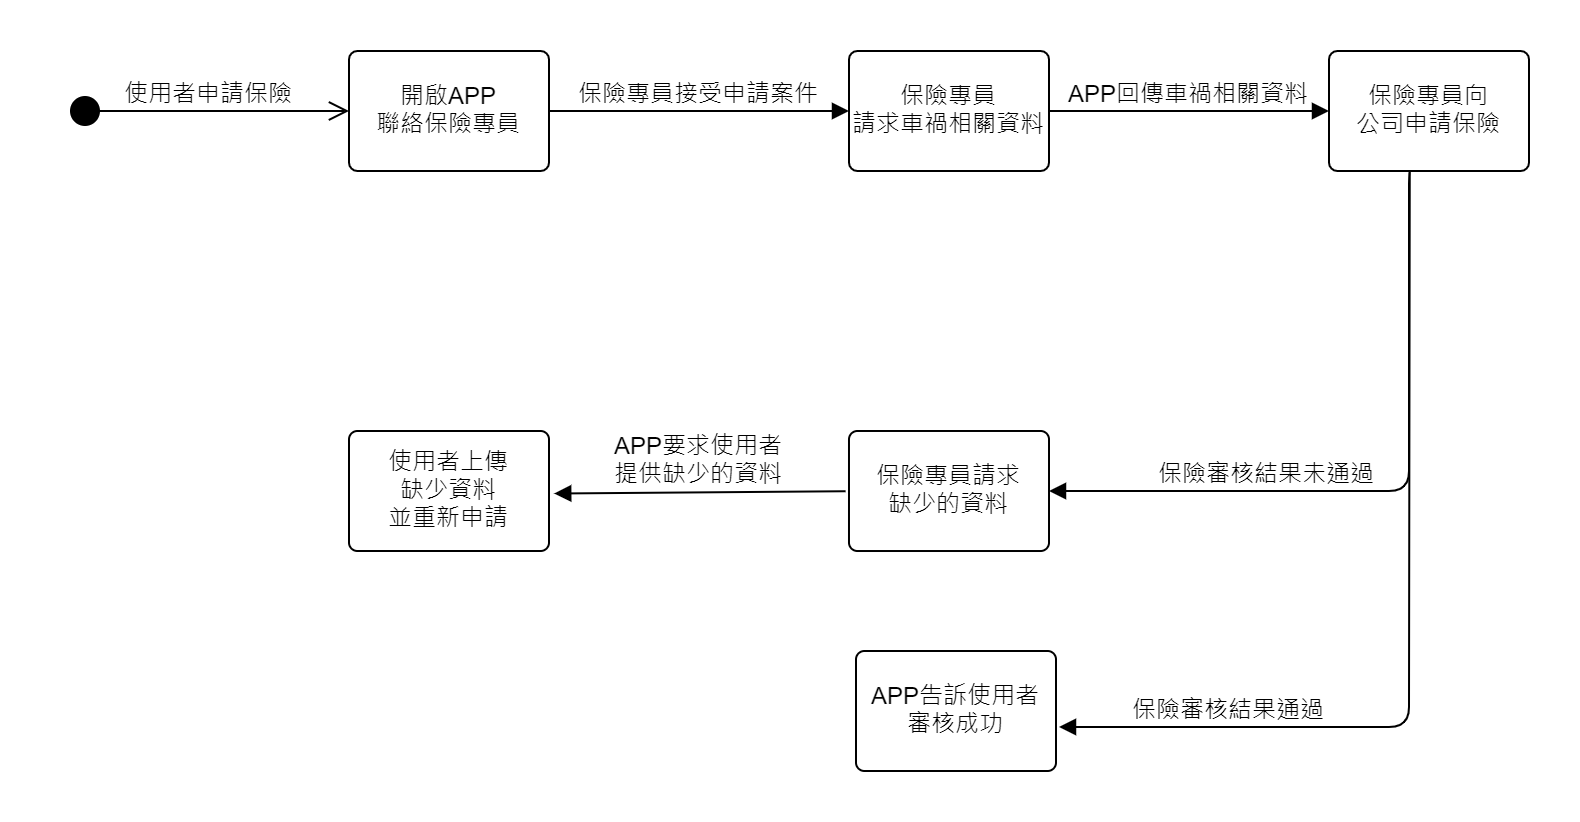 使用者申請保險
開啟APP
聯絡保險專員
保險專員接受申請案件
保險專員
請求車禍相關資料
APP回傳車禍相關資料
保險專員向
公司申請保險
使用者上傳
缺少資料
並重新申請
APP要求使用者
提供缺少的資料
保險專員請求
缺少的資料
保險審核結果未通過
APP告訴使用者
審核成功
保險審核結果通過